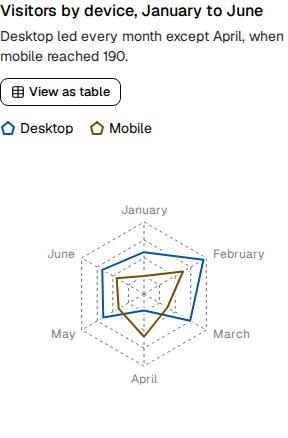 Visitors by device, January to June
Desktop led every month except April, when
mobile reached 190.
View as table
Desktop
Mobile
January
June
February
May
March
April